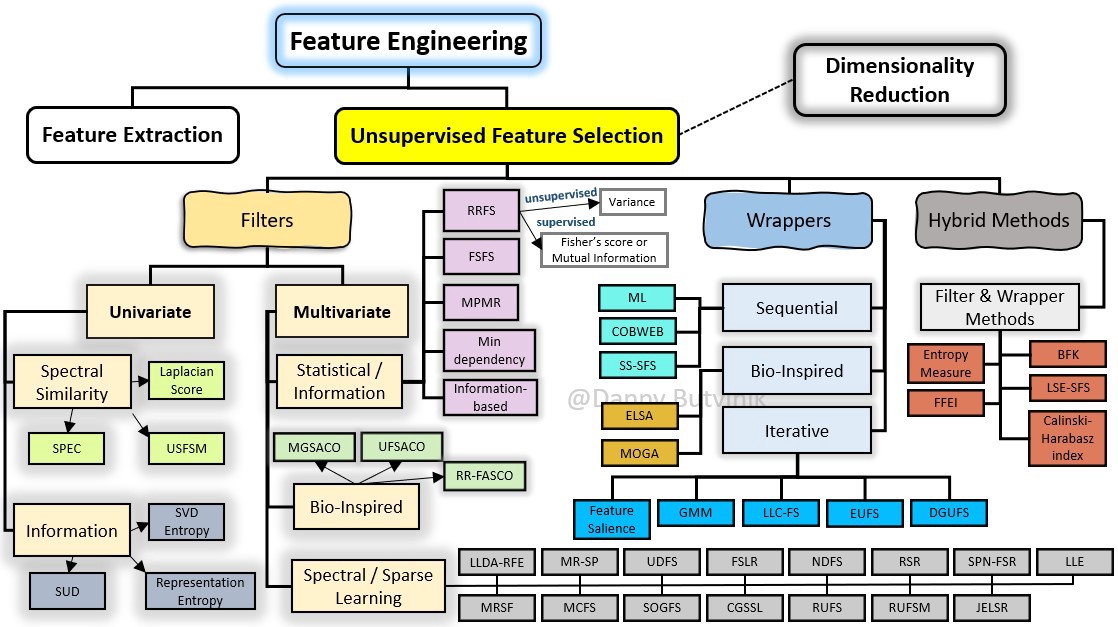 Feature Engineering
Dimensionality
Reduction
Feature Extraction
Unsupervised Feature Selection
Filters
RRFS
unsupervised
Variance
supervised
Fisher's score or
Mutual Information
Wrappers
Hybrid Methods
FSFS
Univariate
Multivariate
MPMR
ML
Sequential
Filter & Wrapper
Methods
COBWEB
Min
dependency
Spectral
Similarity
Laplacian
Score
Statistical /
Information
SS-SFS
Bio-Inspired
Entropy
Measure
BFK
Information-
based
@Danny Butvinik
FFEI
LSE-SFS
ELSA
Iterative
Calinski-
Harabasz
index
SPEC
USFSM
MGSACO
UFSACO
MOGA
RR-FASCO
Information
SVD
Entropy
Bio-Inspired
Feature
Salience
GMM
LLC-FS
EUFS
DGUFS
SUD
Representation
Entropy
Spectral / Sparse
Learning
LLDA-RFE
MR-SP
UDFS
FSLR
NDFS
RSR
SPN-FSR
LLE
MRSF
MCFS
SOGFS
CGSSL
RUFS
RUFSM
JELSR